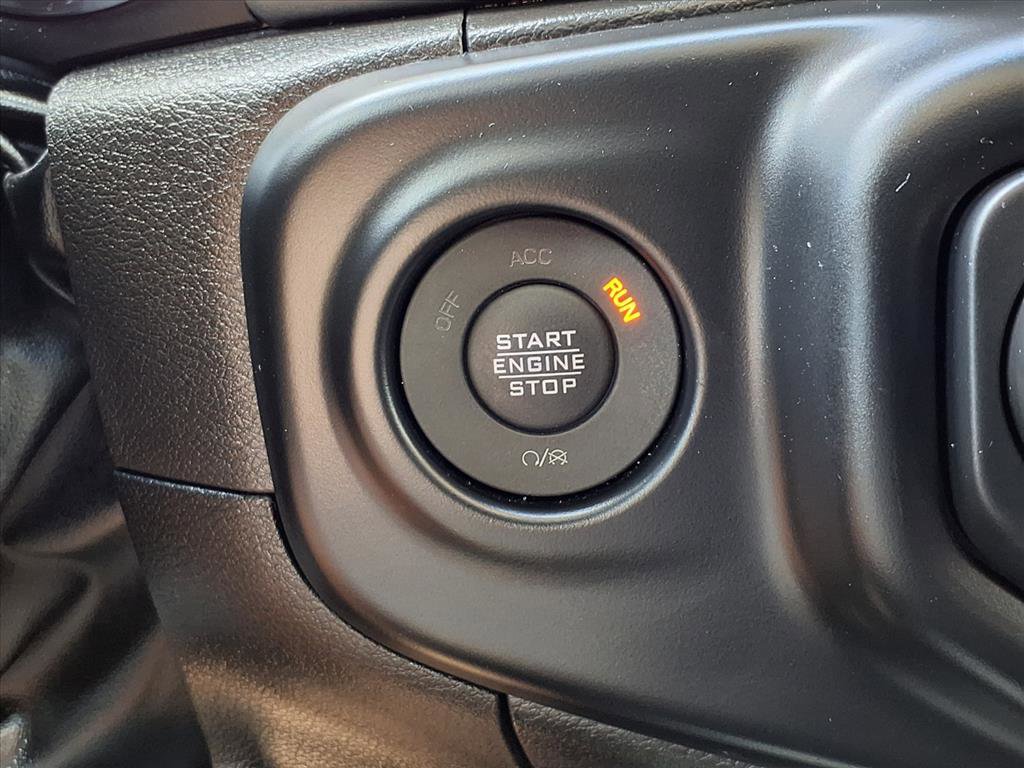 ACC
OFF
RUN
START
ENGINE
STOP